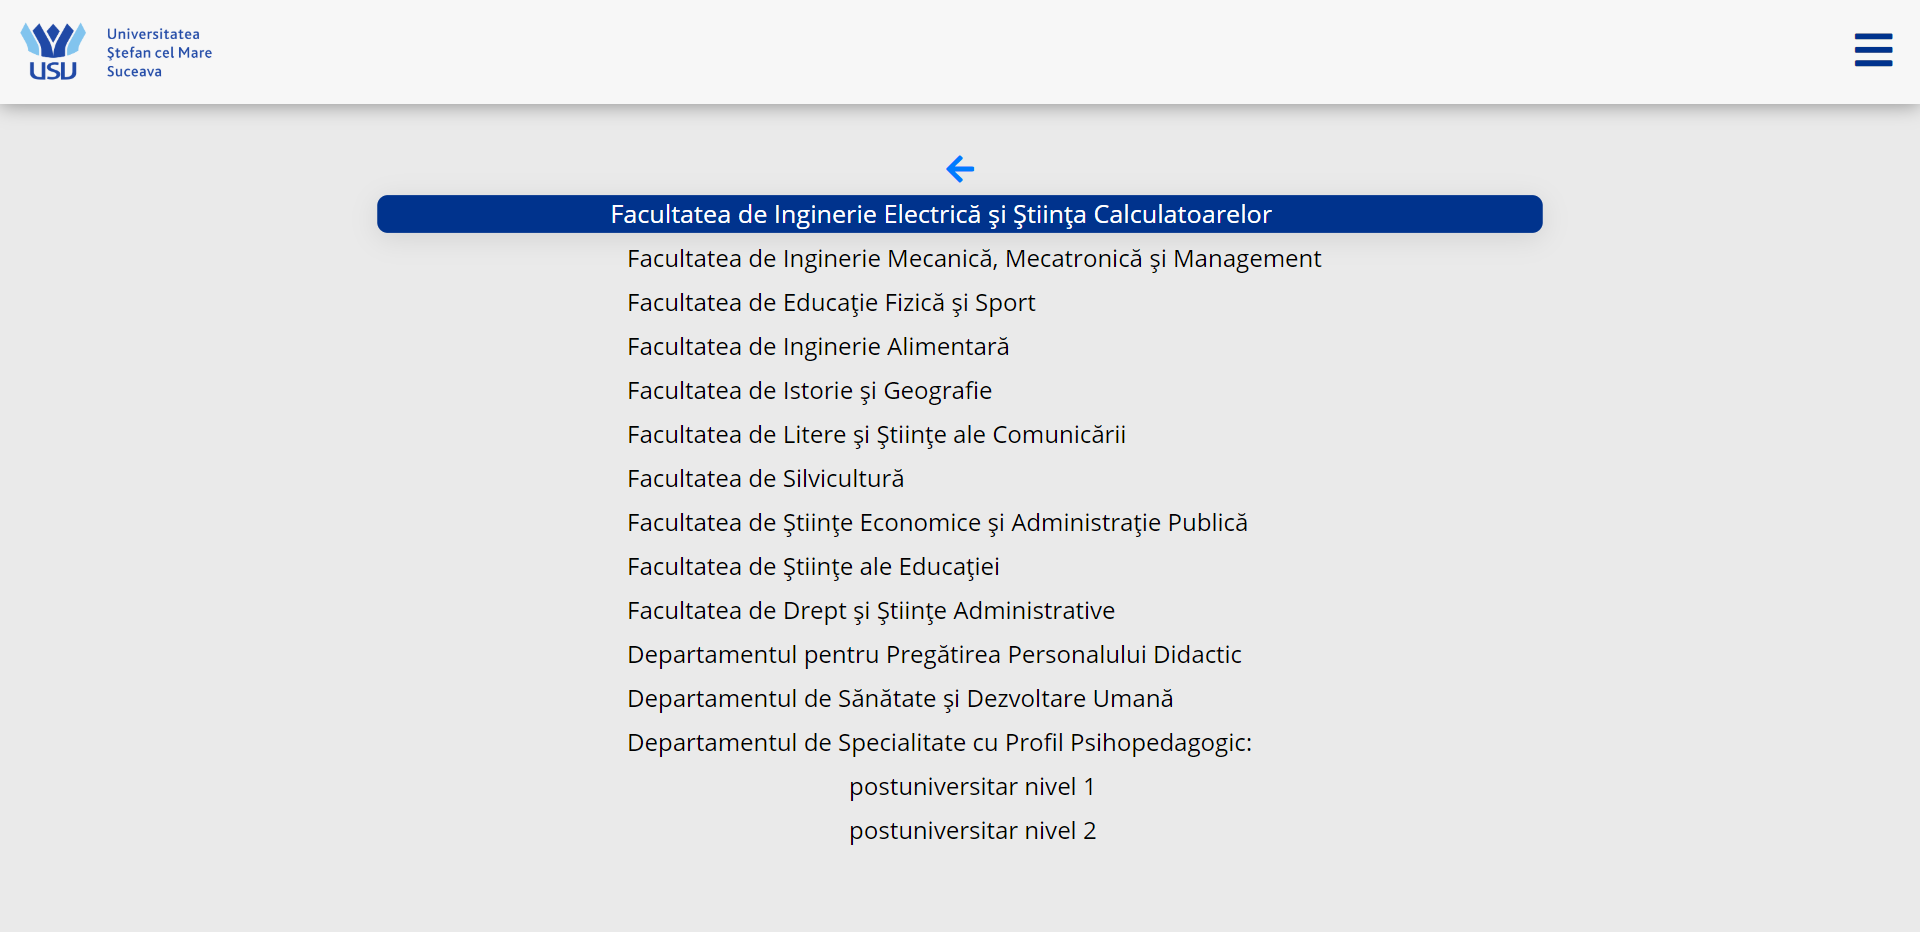 Universitatea
Ștefan cel Mare
Suceava
USU
Facultatea de Inginerie Electrică şi Ştiinţa Calculatoarelor
Facultatea de Inginerie Mecanică, Mecatronică şi Management
Facultatea de Educaţie Fizică şi Sport
Facultatea de Inginerie Alimentară
Facultatea de Istorie şi Geografie
Facultatea de Litere şi Ştiinţe ale Comunicării
Facultatea de Silvicultură
Facultatea de Ştiinţe Economice şi Administraţie Publică
Facultatea de Ştiinţe ale Educaţiei
Facultatea de Drept şi Ştiinţe Administrative
Departamentul pentru Pregătirea Personalului Didactic
Departamentul de Sănătate şi Dezvoltare Umană
Departamentul de Specialitate cu Profil Psihopedagogic:
postuniversitar nivel 1
postuniversitar nivel 2